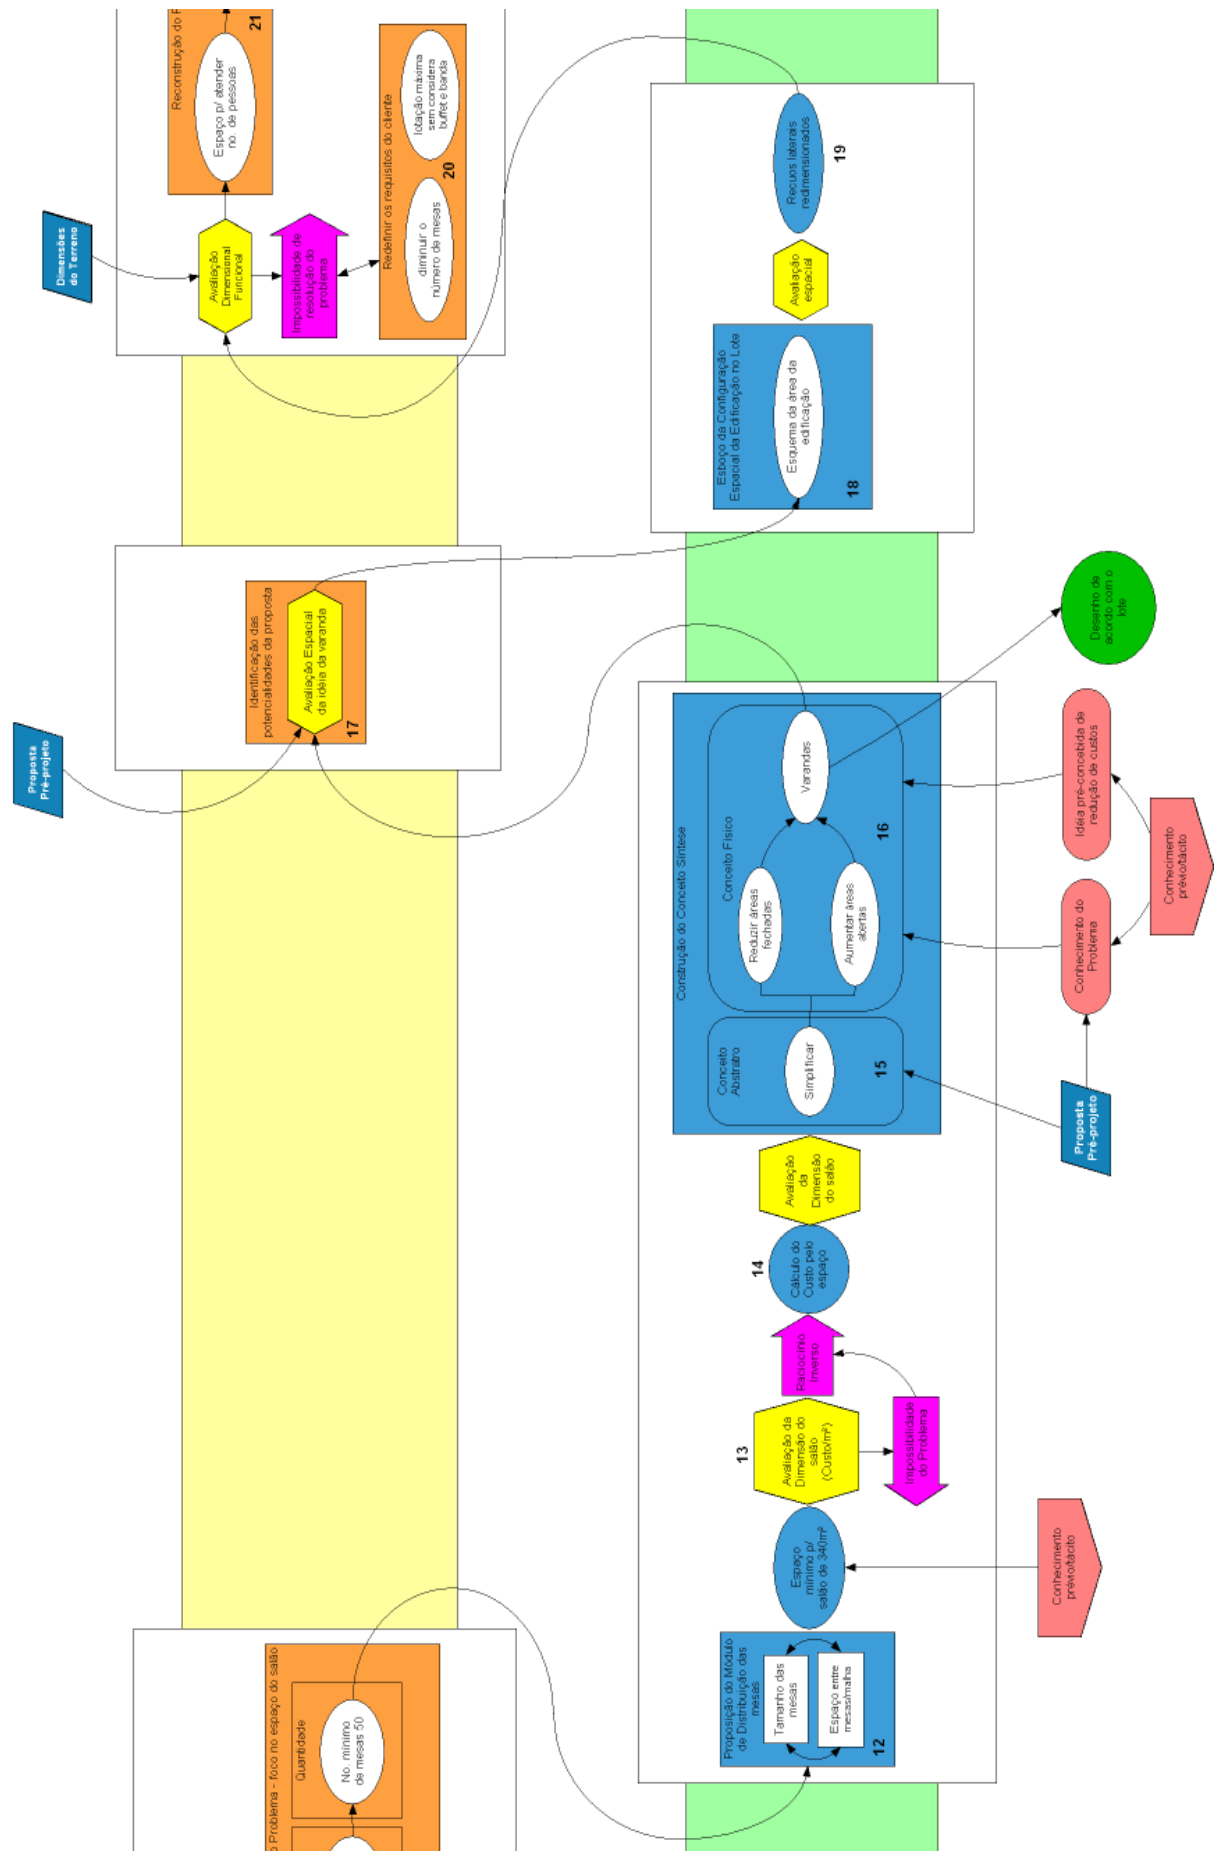 o Problema - foco no espaço do salão
Quantidade
No. mínimo
de mesas 50
Proposta
Pré-projeto
Identificação das
potencialidades da proposta
Avaliação Espacial
da idéia da varanda
17
Dimensões
do Terreno
Avaliação
Dimensional
Funcional
Impossibilidade de
resolução do
problema
Reconstrução do
Espaço p/ atender
no. de pessoas
21
Redefinir os requisitos do cliente
diminuir o
número de mesas
lotação máxima
sem considera
buffet e banda
20
Proposição do Módulo
de Distribuição das
mesas
Tamanho das
mesas
Espaço entre
mesas/malha
12
Espaço
mínimo p/
salão de 340m²
Conhecimento
prévio/tácito
13
Avaliação da
Dimensão do
salão
(Custo/m²)
Impossibilidade
do Problema
Raciocínio
Inverso
14
Cálculo do
Custo pelo
espaço
Avaliação
da
Dimensão
do salão
Construção do Conceito Síntese
Conceito
Abstratro
Simplificar
15
Conceito Físico
Reduzir áreas
fechadas
Aumentar áreas
abertas
Varandas
16
Proposta
Pré-projeto
Conhecimento do
Problema
Idéia pré-concebida de
redução de custos
Conhecimento
prévio/tácito
Desenho de
acordo com o
lote
Esboço da Configuração
Espacial da Edificação no Lote
Esquema da área da
edificação
18
Avaliação
espacial
Recuos laterais
redimensionados
19